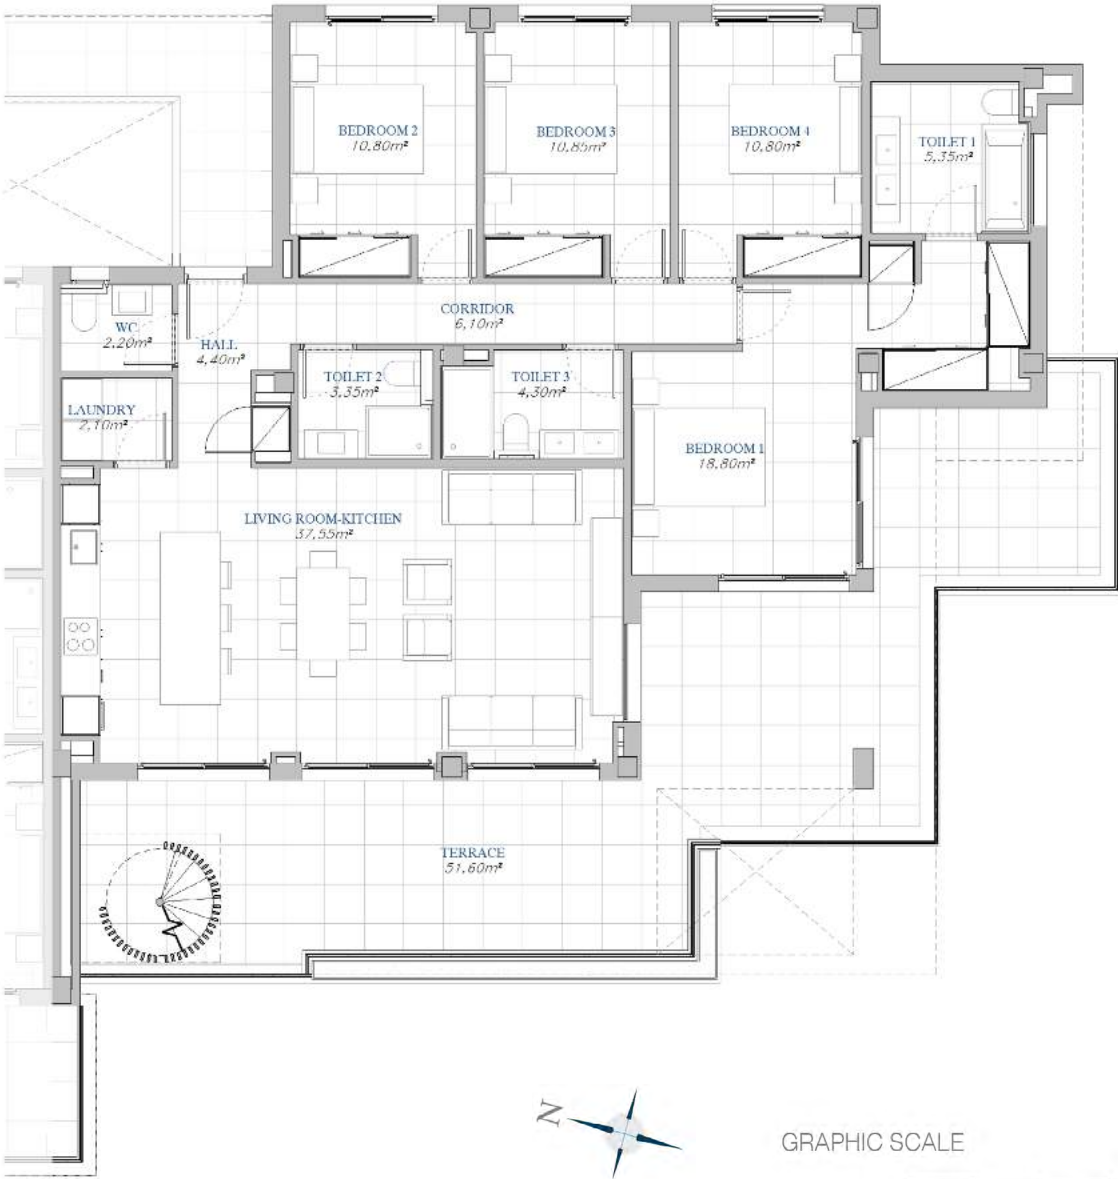 BEDROOM 2
10,80m²
BEDROOM 3
10,85m²
BEDROOM 4
10,80m²
TOILET 1
5,35m²
CORRIDOR
6,10m²
WC
2,20m²
HALL
4,40m²
TOILET 2
3,35m²
TOILET 3
4,30m²
LAUNDRY
2,10m²
BEDROOM 1
18,80m²
LIVING ROOM-KITCHEN
37,55m²
TERRACE
51,60m²
N
GRAPHIC SCALE